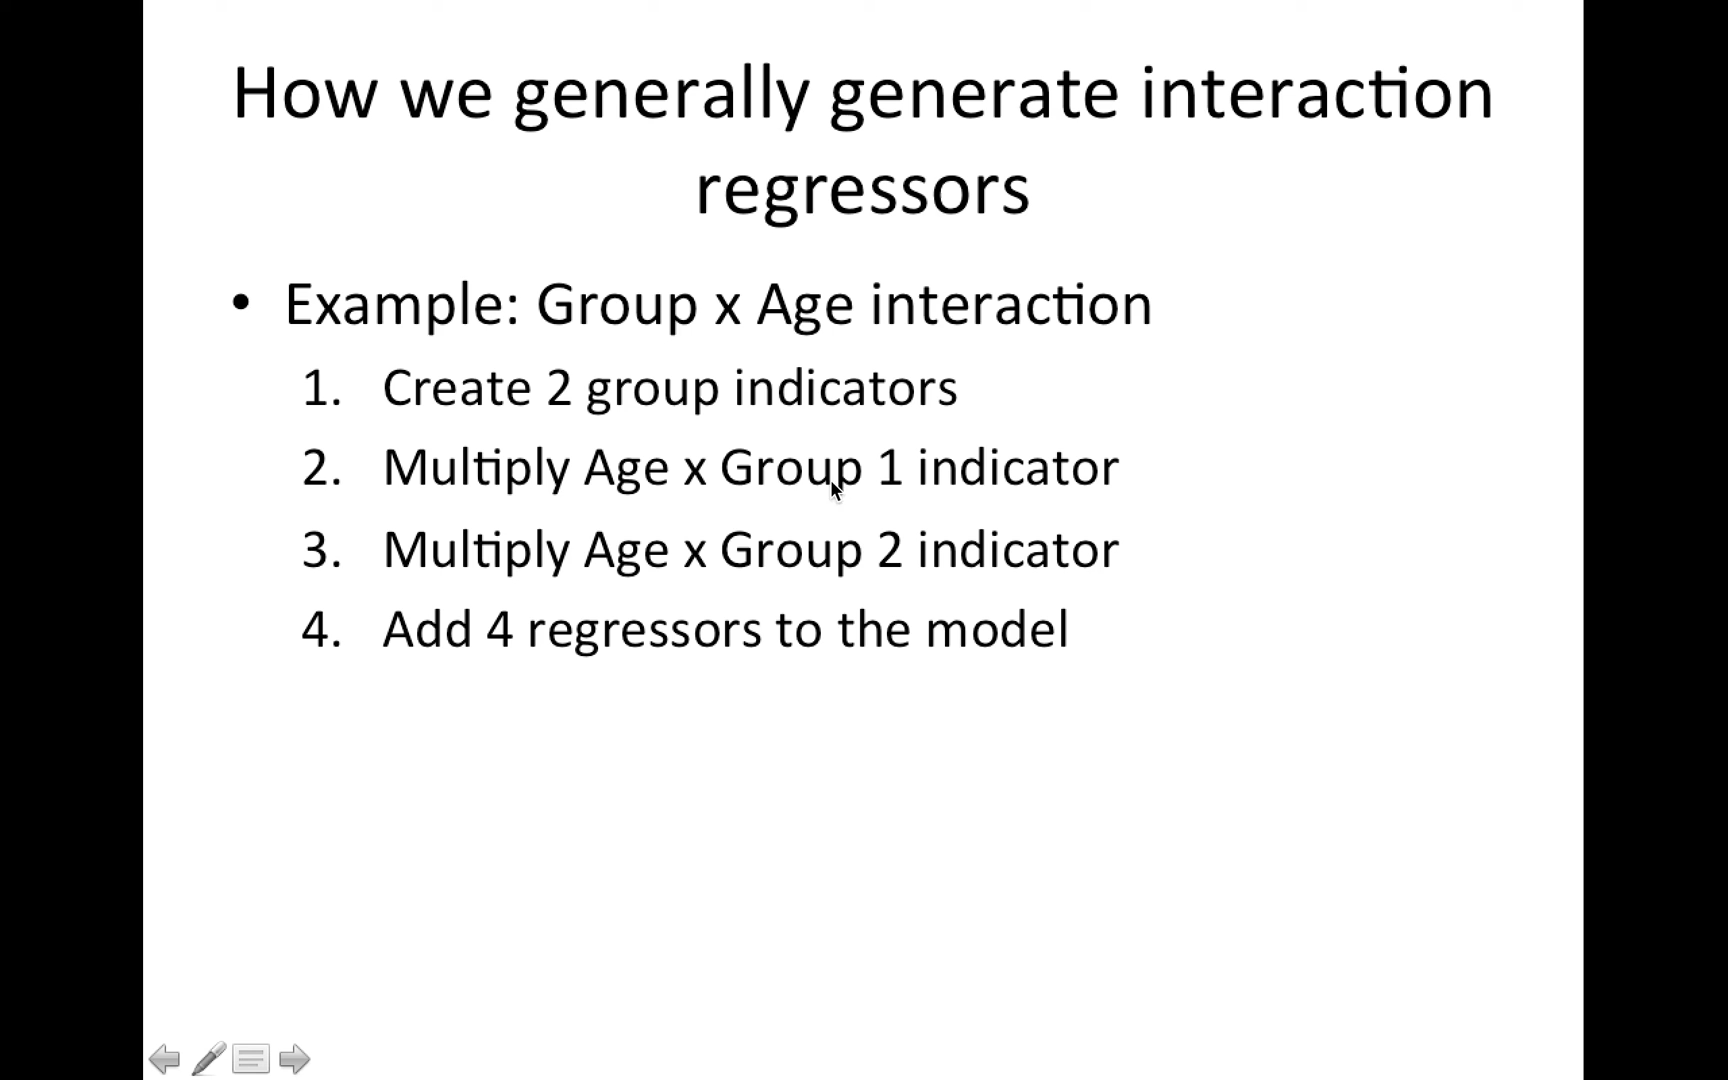 How we generally generate interaction
regressors
• Example: Group x Age interaction
1. Create 2 group indicators
2. Multiply Age x Group 1 indicator
3. Multiply Age x Group 2 indicator
4. Add 4 regressors to the model